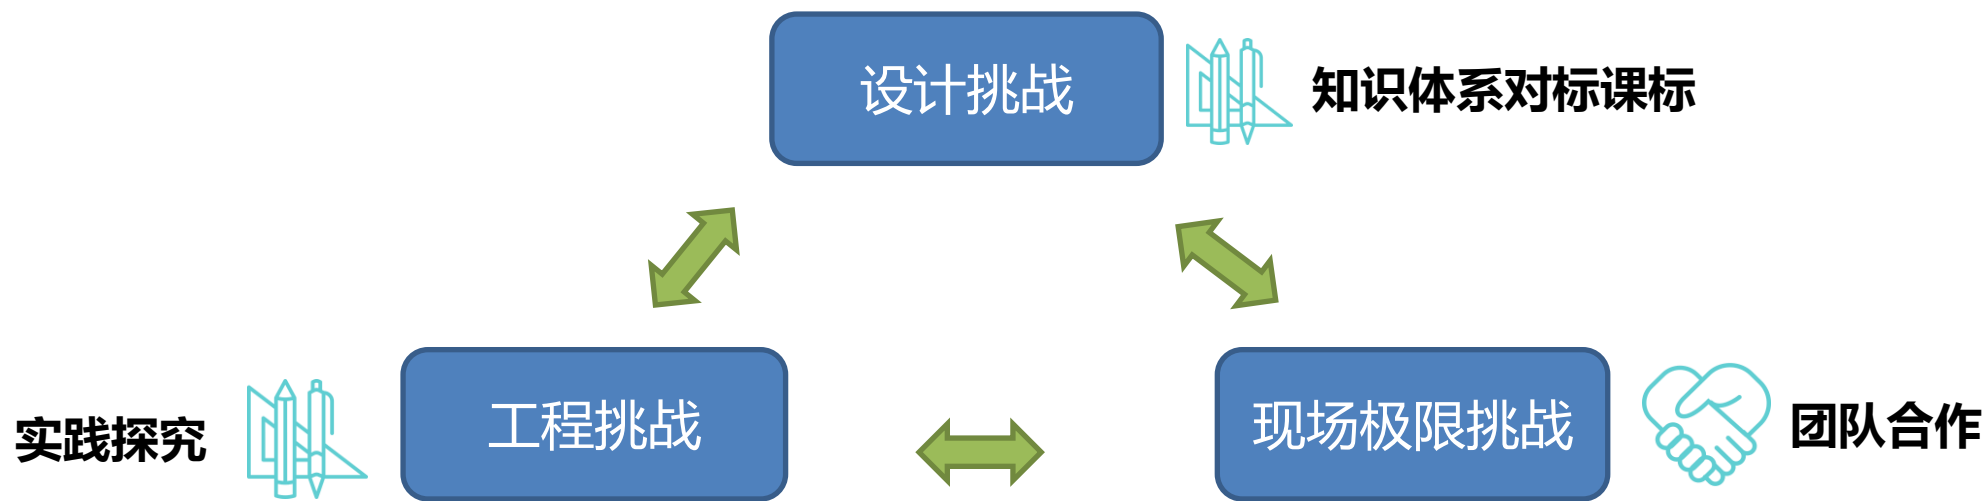 设计挑战
知识体系对标课标
实践探究
工程挑战
现场极限挑战
团队合作